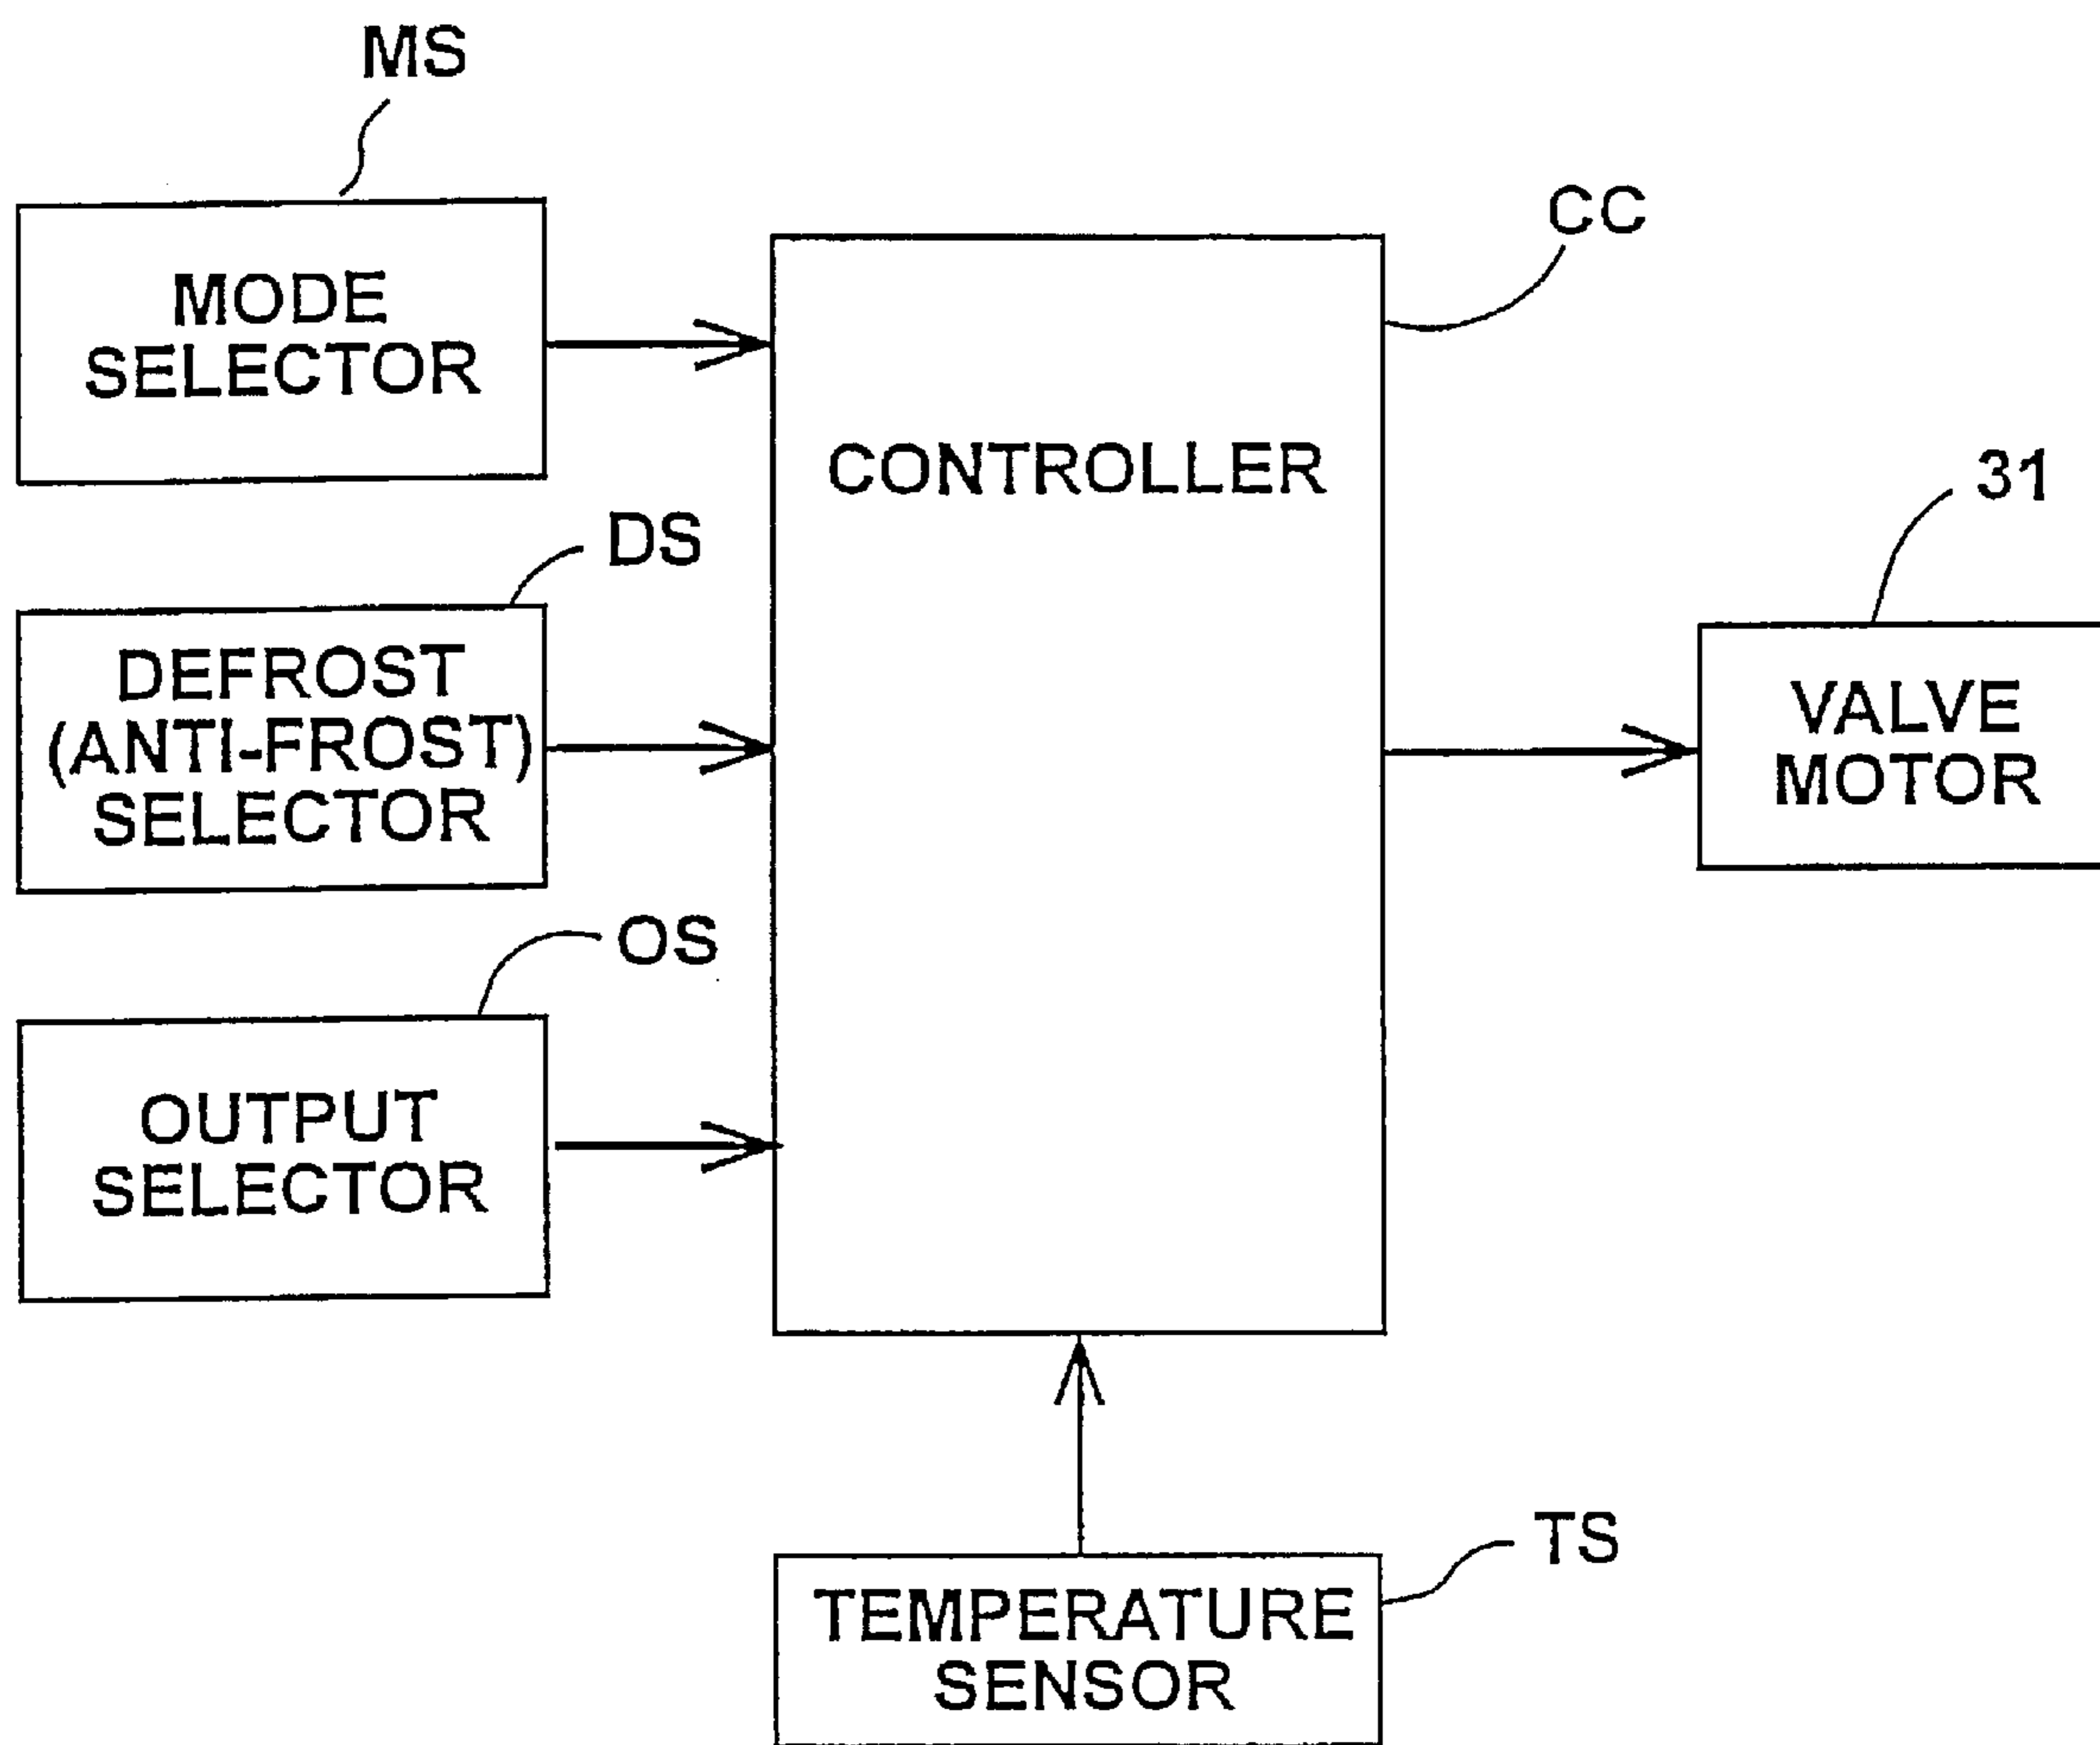 MS
MODE
SELECTOR
CC
CONTROLLER
DS
DEFROST
(ANTI-FROST)
SELECTOR
31
VALVE
MOTOR
OS
OUTPUT
SELECTOR
TS
TEMPERATURE
SENSOR